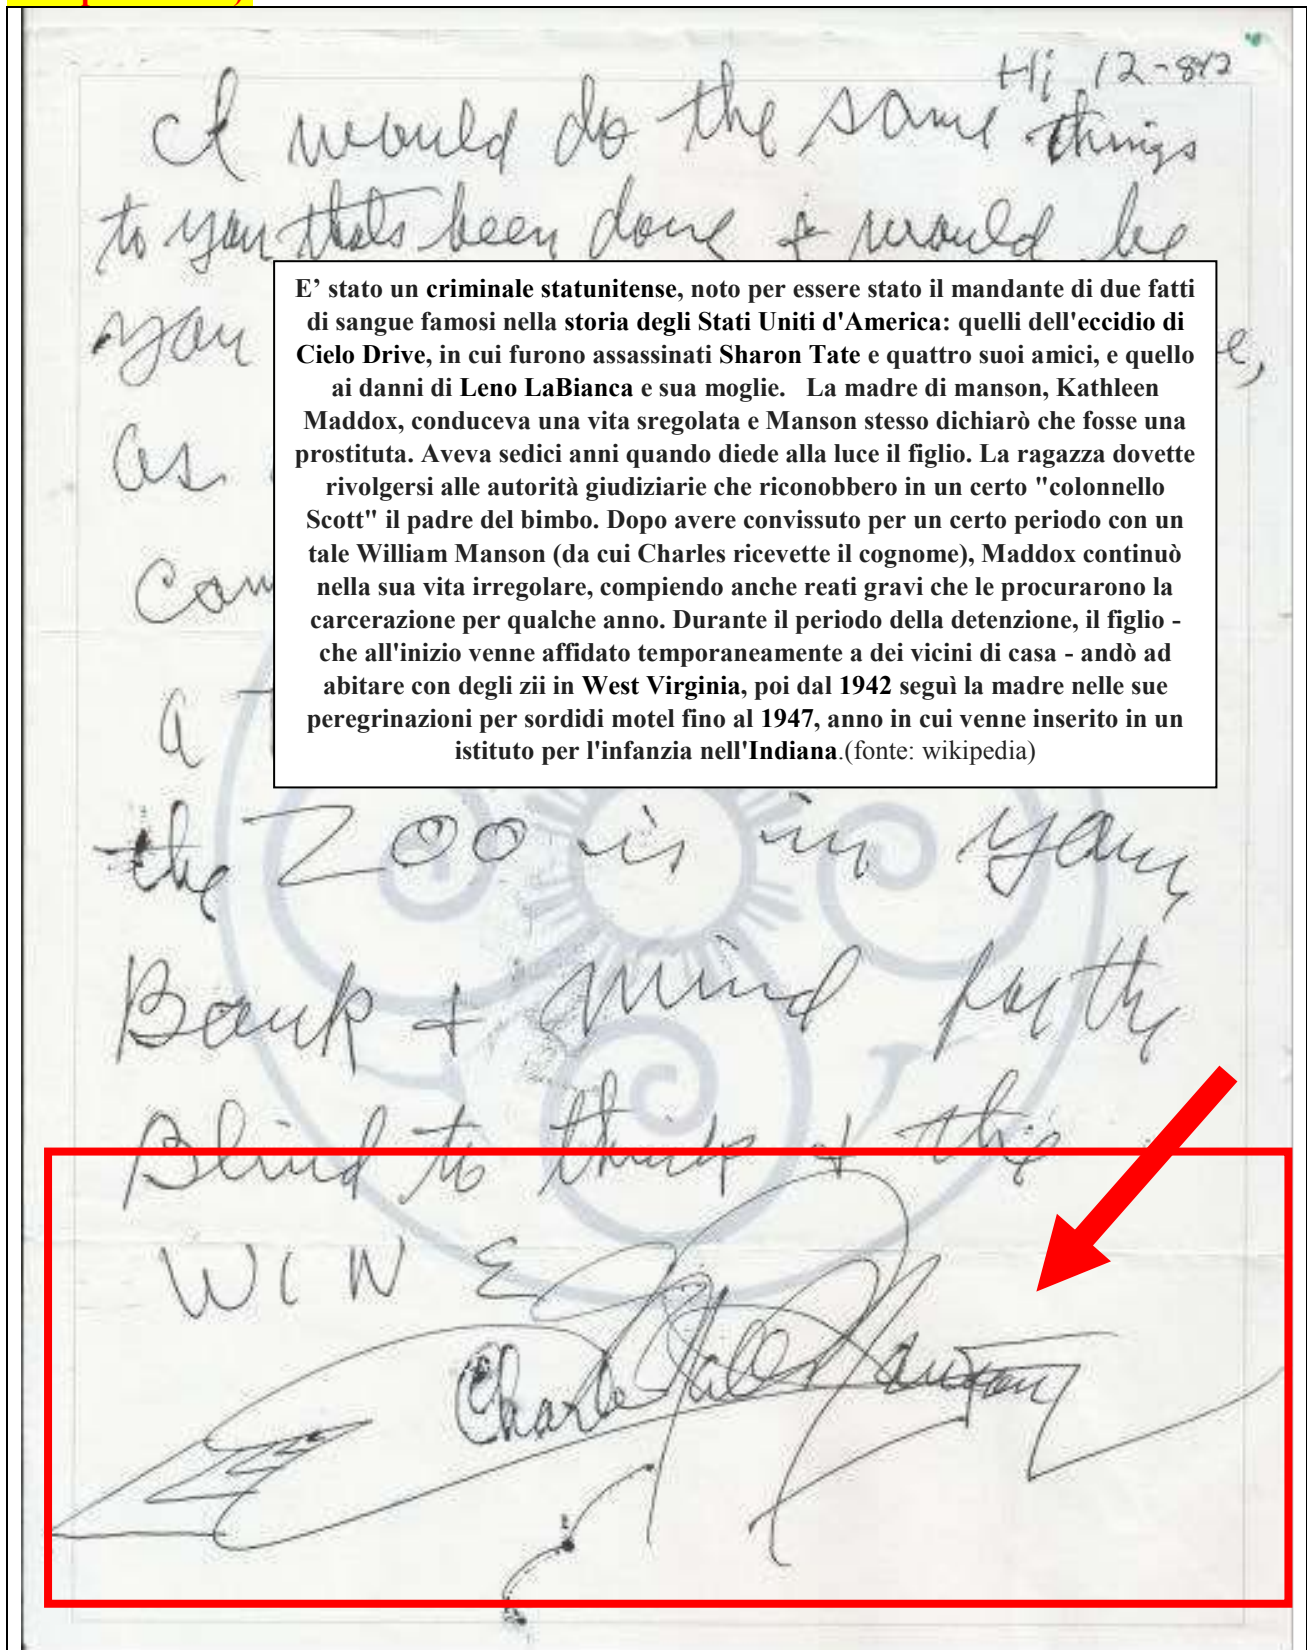 Hi 12-842
I would do the same things
to you thats been done & would be
you
E’ stato un criminale statunitense, noto per essere stato il mandante di due fatti
di sangue famosi nella storia degli Stati Uniti d'America: quelli dell'eccidio di
Cielo Drive, in cui furono assassinati Sharon Tate e quattro suoi amici, e quello
ai danni di Leno LaBianca e sua moglie. La madre di manson, Kathleen
Maddox, conduceva una vita sregolata e Manson stesso dichiarò che fosse una
prostituta. Aveva sedici anni quando diede alla luce il figlio. La ragazza dovette
rivolgersi alle autorità giudiziarie che riconobbero in un certo "colonnello
Scott" il padre del bimbo. Dopo avere convissuto per un certo periodo con un
tale William Manson (da cui Charles ricevette il cognome), Maddox continuò
nella sua vita irregolare, compiendo anche reati gravi che le procurarono la
carcerazione per qualche anno. Durante il periodo della detenzione, il figlio -
che all'inizio venne affidato temporaneamente a dei vicini di casa - andò ad
abitare con degli zii in West Virginia, poi dal 1942 seguì la madre nelle sue
peregrinazioni per sordidi motel fino al 1947, anno in cui venne inserito in un
istituto per l'infanzia nell'Indiana.(fonte: wikipedia)
as
a
the ZOO is in your
Bank + mind for the
Blind to think of the
WIN
Charles Manson